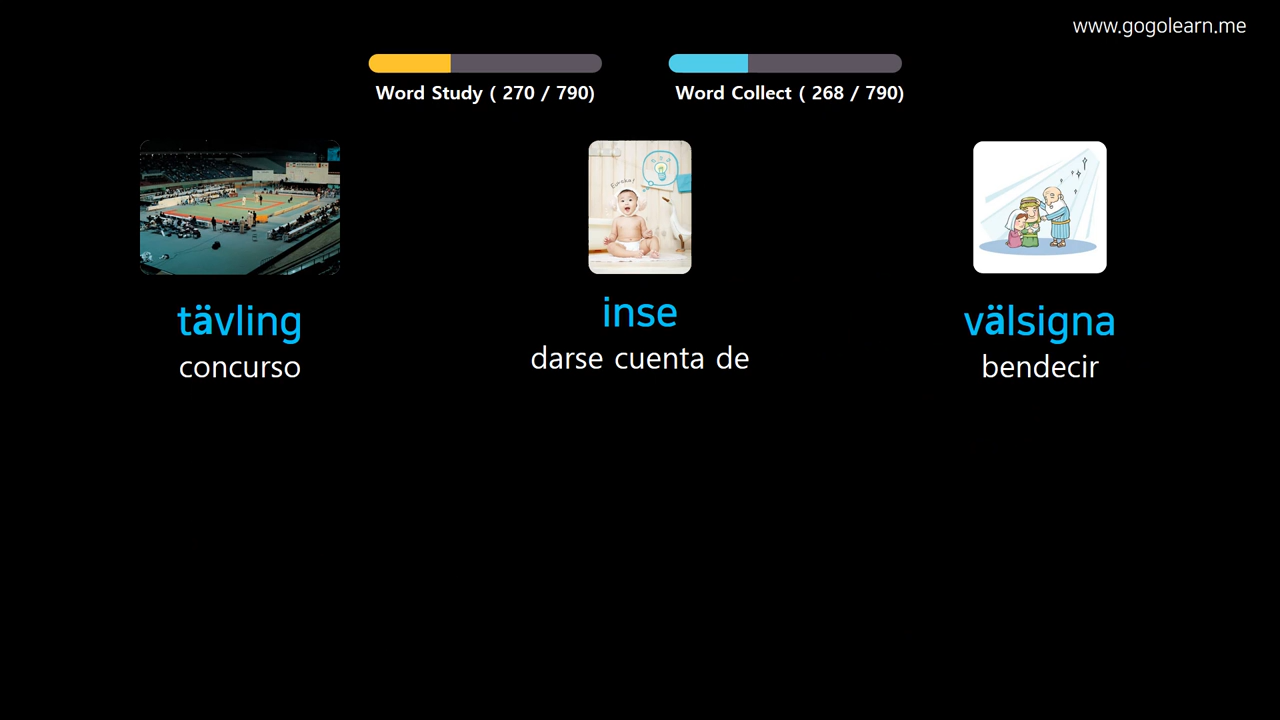 www.gogolearn.me
Word Study ( 270 / 790)
Word Collect ( 268 / 790)
Eureka!
tävling
concurso
inse
darse cuenta de
välsigna
bendecir